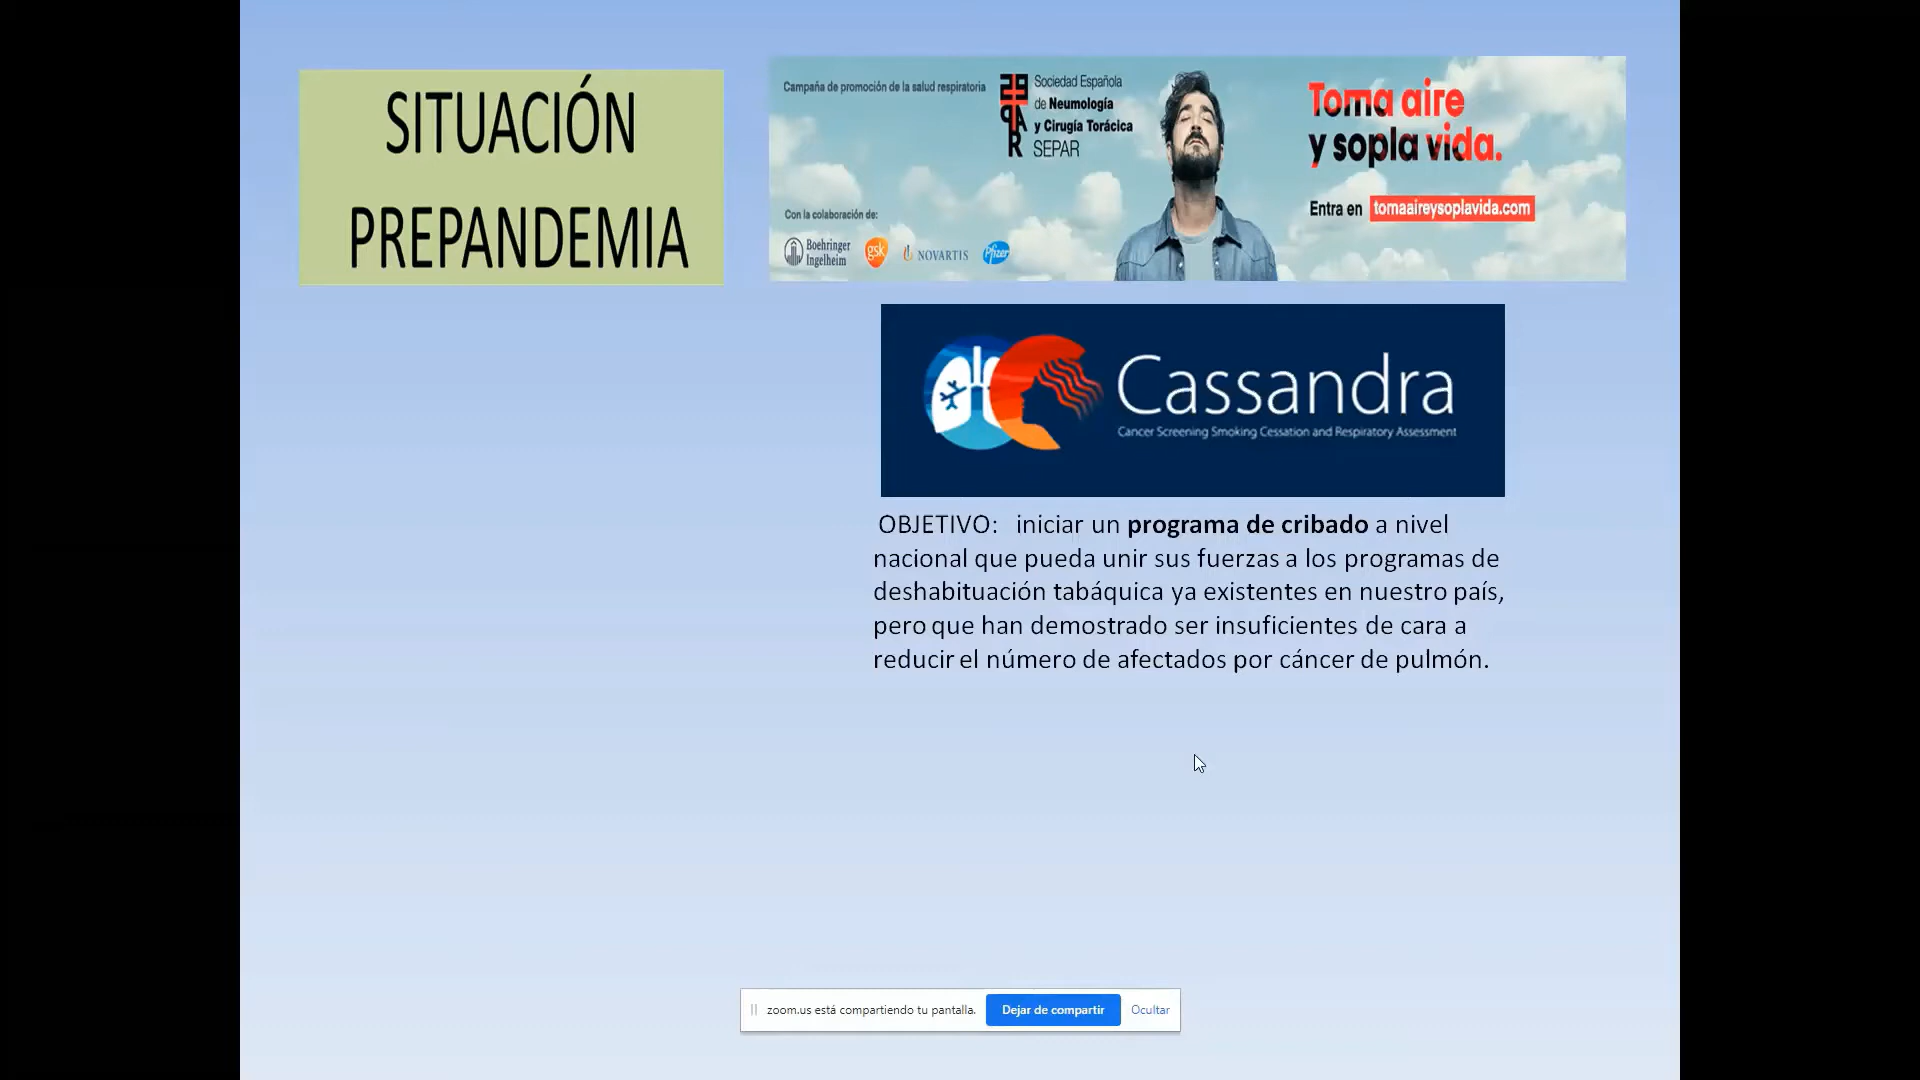 SITUACIÓN
PREPANDEMIA
Campaña de promoción de la salud respiratoria
Sociedad Española
de Neumología
y Cirugía Torácica
SEPAR
Toma aire
y sopla vida.
Entra en tomaaireysoplavida.com
Con la colaboración de:
Boehringer
Ingelheim
gsk
NOVARTIS
Pfizer
Cassandra
Cancer Screening Smoking Cessation and Respiratory Assessment
OBJETIVO: iniciar un programa de cribado a nivel
nacional que pueda unir sus fuerzas a los programas de
deshabituación tabáquica ya existentes en nuestro país,
pero que han demostrado ser insuficientes de cara a
reducir el número de afectados por cáncer de pulmón.
zoom.us está compartiendo tu pantalla.
Dejar de compartir
Ocultar